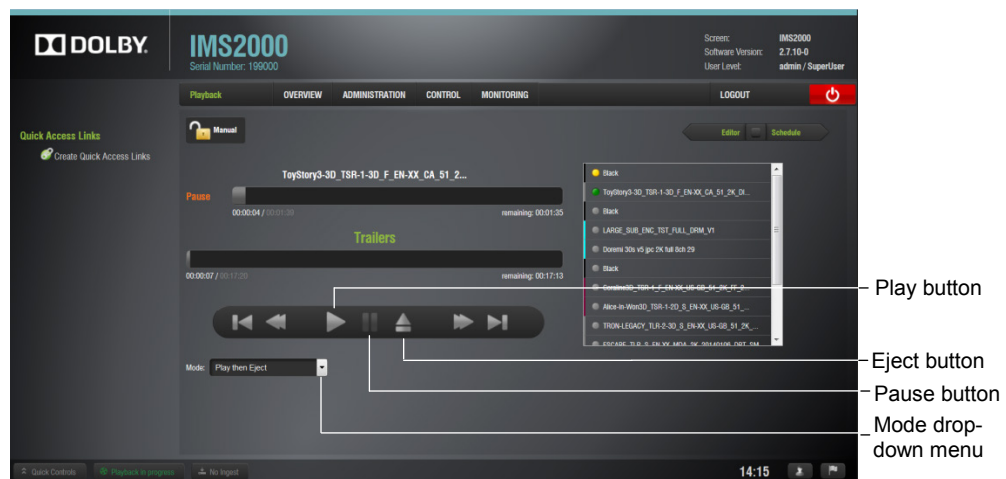 DOLBY.
IMS2000
Serial Number: 199000
Screen: IMS2000
Software Version: 2.7.10-0
User Level: admin / SuperUser
Playback OVERVIEW ADMINISTRATION CONTROL MONITORING LOGOUT
Quick Access Links
Create Quick Access Links
Manual
Editor Schedule
ToyStory3-3D_TSR-1-3D_F_EN-XX_CA_51_2...
Pause
00:00:04 / 00:01:39 remaining: 00:01:35
Trailers
00:00:07 / 00:17:20 remaining: 00:17:13
Black
ToyStory3-3D_TSR-1-3D_F_EN-XX_CA_51_2K_DI...
Black
LARGE_SUB_ENC_TST_FULL_DRM_V1
Doremi 30s v5 jpc 2K full 8ch 29
Black
Coraline3D_TSR-1_F_EN-XX_US-GB_51_2K_FF_2...
Alice-in-Won3D_TSR-1-2D_S_EN-XX_US-GB_51_...
TRON-LEGACY_TLR-2-3D_S_EN-XX_US-GB_51_2K_...
Play button
Eject button
Pause button
Mode drop-
down menu
Mode: Play then Eject
Quick Controls Playback in progress No Ingest 14:15